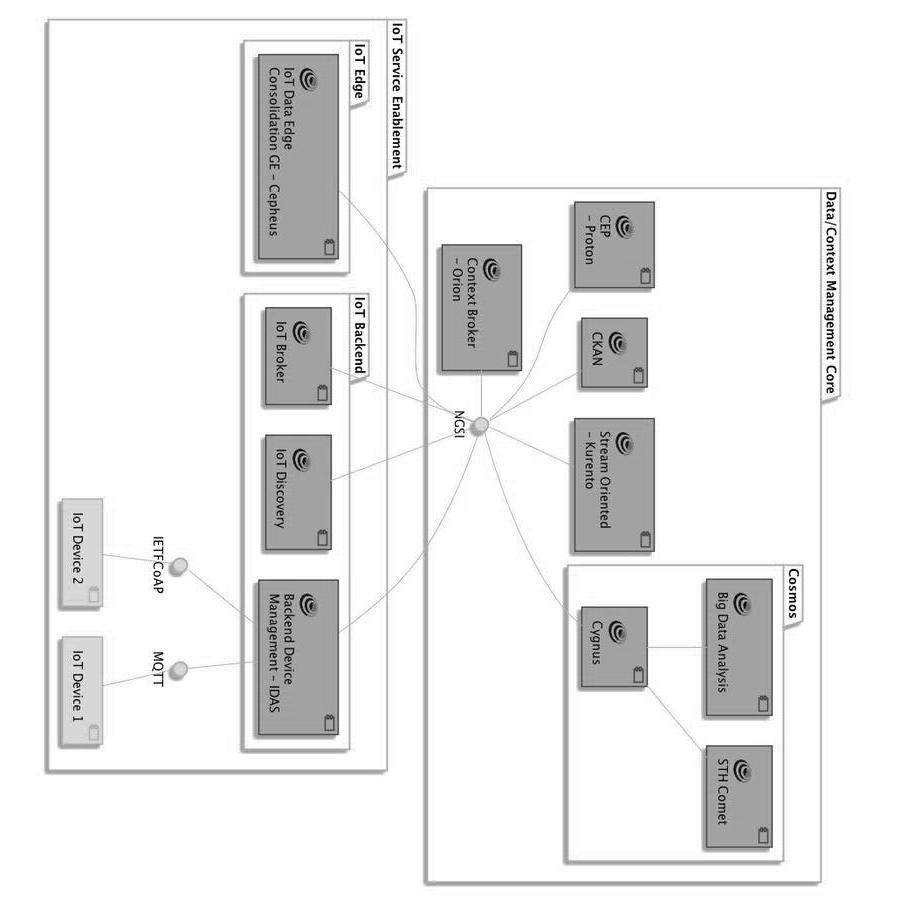 Data/Context Management Core
Cosmos
Big Data Analysis
STH Comet
CEP
– Proton
CKAN
Stream Oriented
– Kurento
Cygnus
Context Broker
– Orion
NGSI
IoT Service Enablement
IoT Edge
IoT Data Edge
Consolidation GE – Cepheus
IoT Backend
IoT Broker
IoT Discovery
Backend Device
Management – IDAS
IETFCoAP
MQTT
IoT Device 2
IoT Device 1